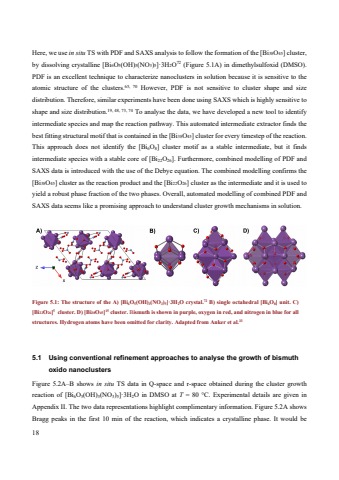 Here, we use in situ TS with PDF and SAXS analysis to follow the formation of the [Bi₃₈O₄₅] cluster,
by dissolving crystalline [Bi₆O₅(OH)₃(NO₃)₅]·3H₂O⁷² (Figure 5.1A) in dimethylsulfoxid (DMSO).
PDF is an excellent technique to characterize nanoclusters in solution because it is sensitive to the
atomic structure of the clusters. However, PDF is not sensitive to cluster shape and size
distribution. Therefore, similar experiments have been done using SAXS which is highly sensitive to
shape and size distribution. To analyse the data, we have developed a new tool to identify
intermediate species and map the reaction pathway. This automated intermediate extractor finds the
best fitting structural motif that is contained in the [Bi₃₈O₄₅] cluster for every timestep of the reaction.
This approach does not identify the [Bi₆O₈] cluster motif as a stable intermediate, but it finds
intermediate species with a stable core of [Bi₂₂O₂₆]. Furthermore, combined modelling of PDF and
SAXS data is introduced with the use of the Debye equation. The combined modelling confirms the
[Bi₃₈O₄₅] cluster as the reaction product and the [Bi₂₂O₂₆] cluster as the intermediate and it is used to
yield a robust phase fraction of the two phases. Overall, automated modelling of combined PDF and
SAXS data seems like a promising approach to understand cluster growth mechanisms in solution.
A) B) C) D)
Figure 5.1: The structure of the A) [Bi₆O₅(OH)₃(NO₃)₅]·3H₂O crystal.⁷² B) single octahedral [Bi₆O₈] unit. C)
[Bi₂₂O₂₆] cluster. D) [Bi₃₈O₄₅] cluster. Bismuth is shown in purple, oxygen in red, and nitrogen in blue for all
structures. Hydrogen atoms have been omitted for clarity. Adapted from Anker et al.
5.1 Using conventional refinement approaches to analyse the growth of bismuth
oxido nanoclusters
Figure 5.2A–B shows in situ TS data in Q-space and r-space obtained during the cluster growth
reaction of [Bi₆O₅(OH)₃(NO₃)₅]·3H₂O in DMSO at T = 80 °C. Experimental details are given in
Appendix II. The two data representations highlight complimentary information. Figure 5.2A shows
Bragg peaks in the first 10 min of the reaction, which indicates a crystalline phase. It would be
18